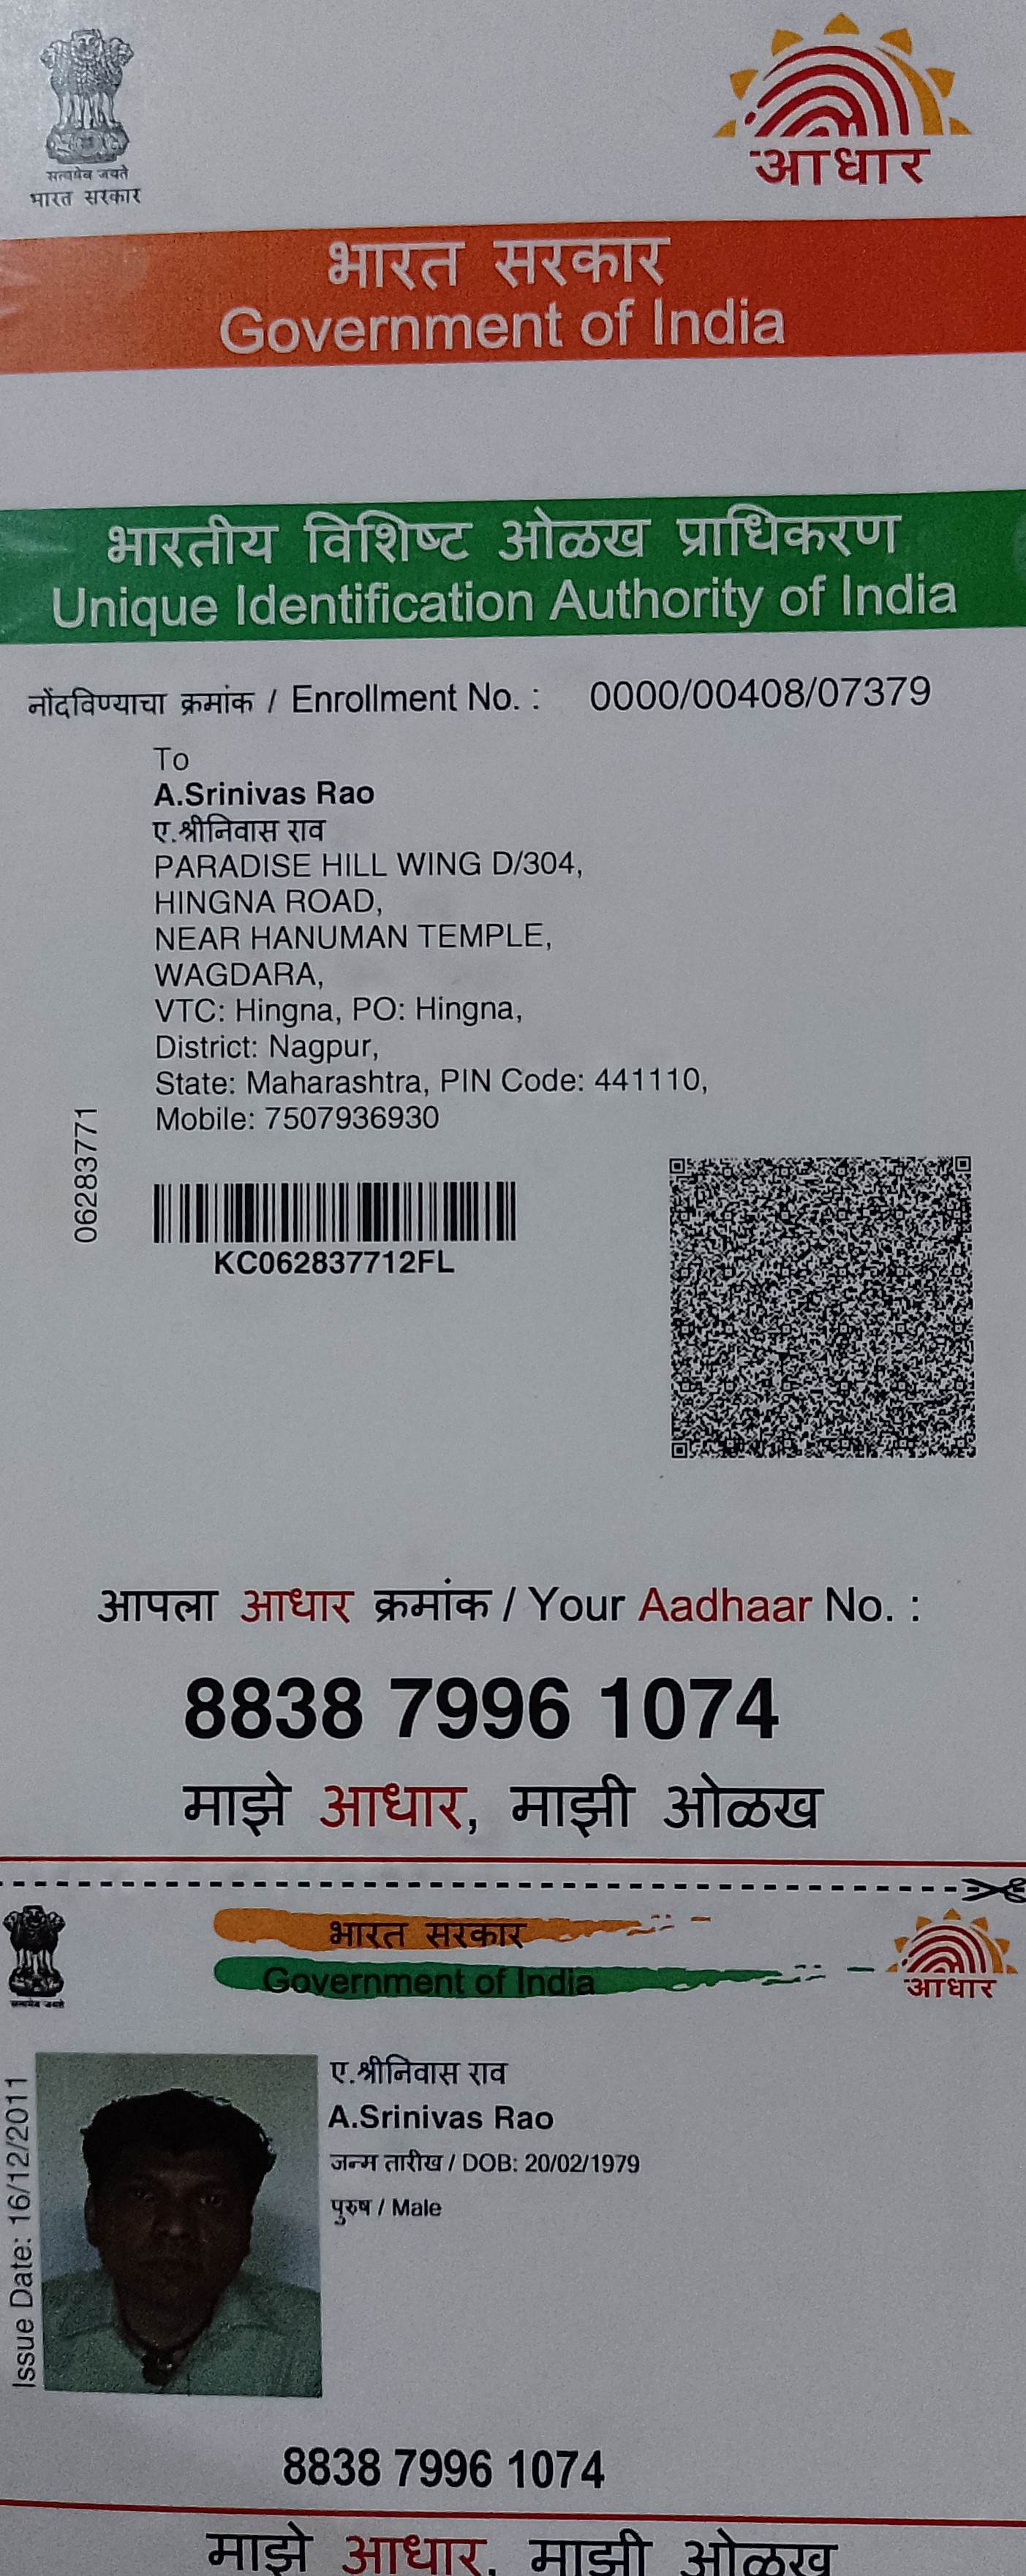 सत्यमेव जयते
भारत सरकार
आधार
भारत सरकार
Government of India
भारतीय विशिष्ट ओळख प्राधिकरण
Unique Identification Authority of India
नोंदविण्याचा क्रमांक / Enrollment No. : 0000/00408/07379
To
A.Srinivas Rao
ए.श्रीनिवास राव
PARADISE HILL WING D/304,
HINGNA ROAD,
NEAR HANUMAN TEMPLE,
WAGDARA,
VTC: Hingna, PO: Hingna,
District: Nagpur,
State: Maharashtra, PIN Code: 441110,
Mobile: 7507936930
06283771
KC062837712FL
आपला आधार क्रमांक / Your Aadhaar No. :
8838 7996 1074
माझे आधार, माझी ओळख
भारत सरकार
Government of India
सत्यमेव जयते
आधार
Issue Date: 16/12/2011
ए.श्रीनिवास राव
A.Srinivas Rao
जन्म तारीख / DOB: 20/02/1979
पुरुष / Male
8838 7996 1074
माझे आधार, माझी ओळख